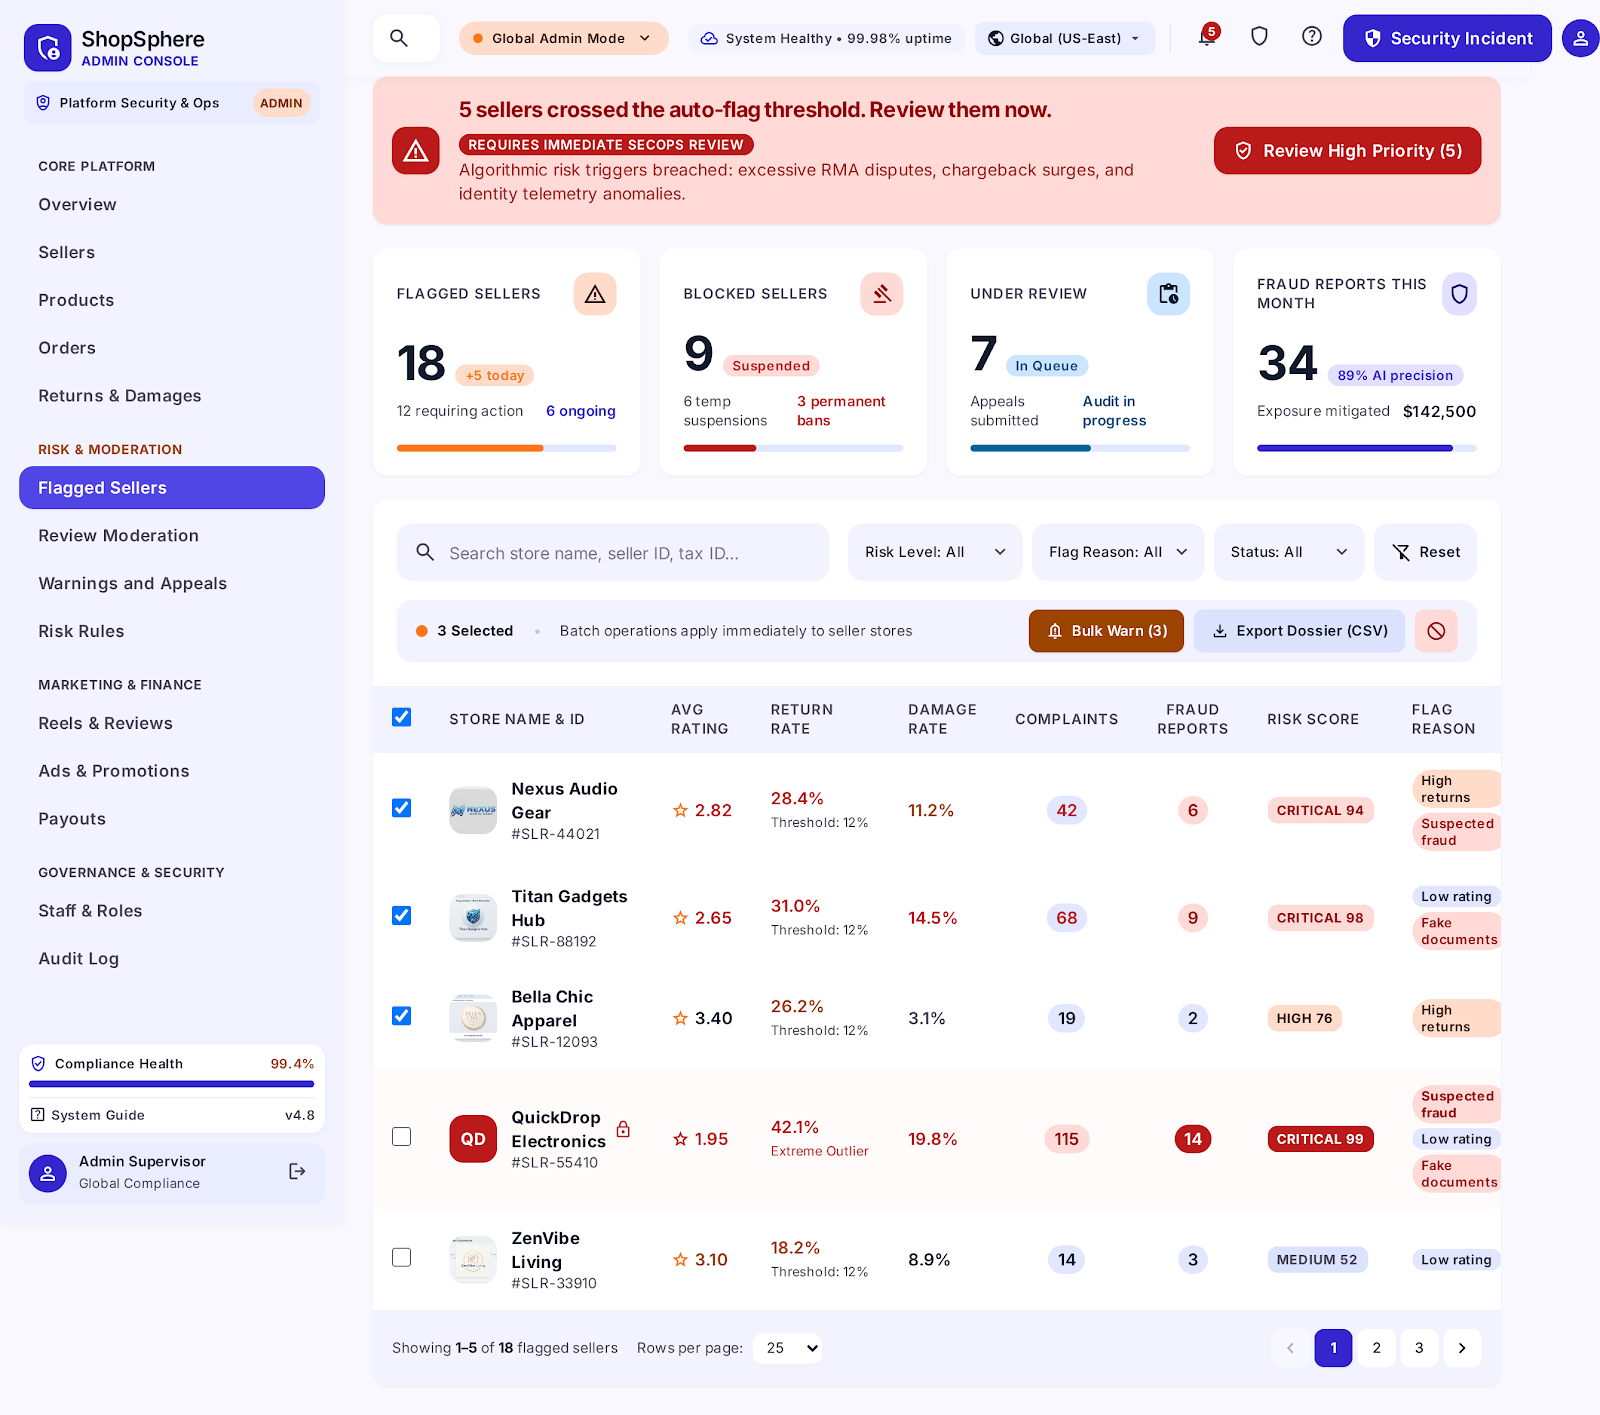 ShopSphere
ADMIN CONSOLE
Platform Security & Ops
ADMIN
CORE PLATFORM
Overview
Sellers
Products
Orders
Returns & Damages
RISK & MODERATION
Flagged Sellers
Review Moderation
Warnings and Appeals
Risk Rules
MARKETING & FINANCE
Reels & Reviews
Ads & Promotions
Payouts
GOVERNANCE & SECURITY
Staff & Roles
Audit Log
Compliance Health
99.4%
System Guide
v4.8
Admin Supervisor
Global Compliance
Global Admin Mode
System Healthy • 99.98% uptime
Global (US-East)
5
Security Incident
5 sellers crossed the auto-flag threshold. Review them now.
REQUIRES IMMEDIATE SECOPS REVIEW
Algorithmic risk triggers breached: excessive RMA disputes, chargeback surges, and
identity telemetry anomalies.
Review High Priority (5)
FLAGGED SELLERS
18
+5 today
12 requiring action
6 ongoing
BLOCKED SELLERS
9
Suspended
6 temp
suspensions
3 permanent
bans
UNDER REVIEW
7
In Queue
Appeals
submitted
Audit in
progress
FRAUD REPORTS THIS
MONTH
34
89% AI precision
Exposure mitigated
$142,500
Search store name, seller ID, tax ID...
Risk Level: All
Flag Reason: All
Status: All
Reset
3 Selected
•
Batch operations apply immediately to seller stores
Bulk Warn (3)
Export Dossier (CSV)
STORE NAME & ID
AVG
RATING
RETURN
RATE
DAMAGE
RATE
COMPLAINTS
FRAUD
REPORTS
RISK SCORE
FLAG
REASON
NEXUS
Nexus Audio
Gear
#SLR-44021
2.82
28.4%
Threshold: 12%
11.2%
42
6
CRITICAL 94
High
returns
Suspected
fraud
Titan Gadgets
Hub
#SLR-88192
2.65
31.0%
Threshold: 12%
14.5%
68
9
CRITICAL 98
Low rating
Fake
documents
Bella Chic
Apparel
#SLR-12093
3.40
26.2%
Threshold: 12%
3.1%
19
2
HIGH 76
High
returns
QD
QuickDrop
Electronics
#SLR-55410
1.95
42.1%
Extreme Outlier
19.8%
115
14
CRITICAL 99
Suspected
fraud
Low rating
Fake
documents
ZenVibe
Living
#SLR-33910
3.10
18.2%
Threshold: 12%
8.9%
14
3
MEDIUM 52
Low rating
Showing 1–5 of 18 flagged sellers
Rows per page:
25
1
2
3